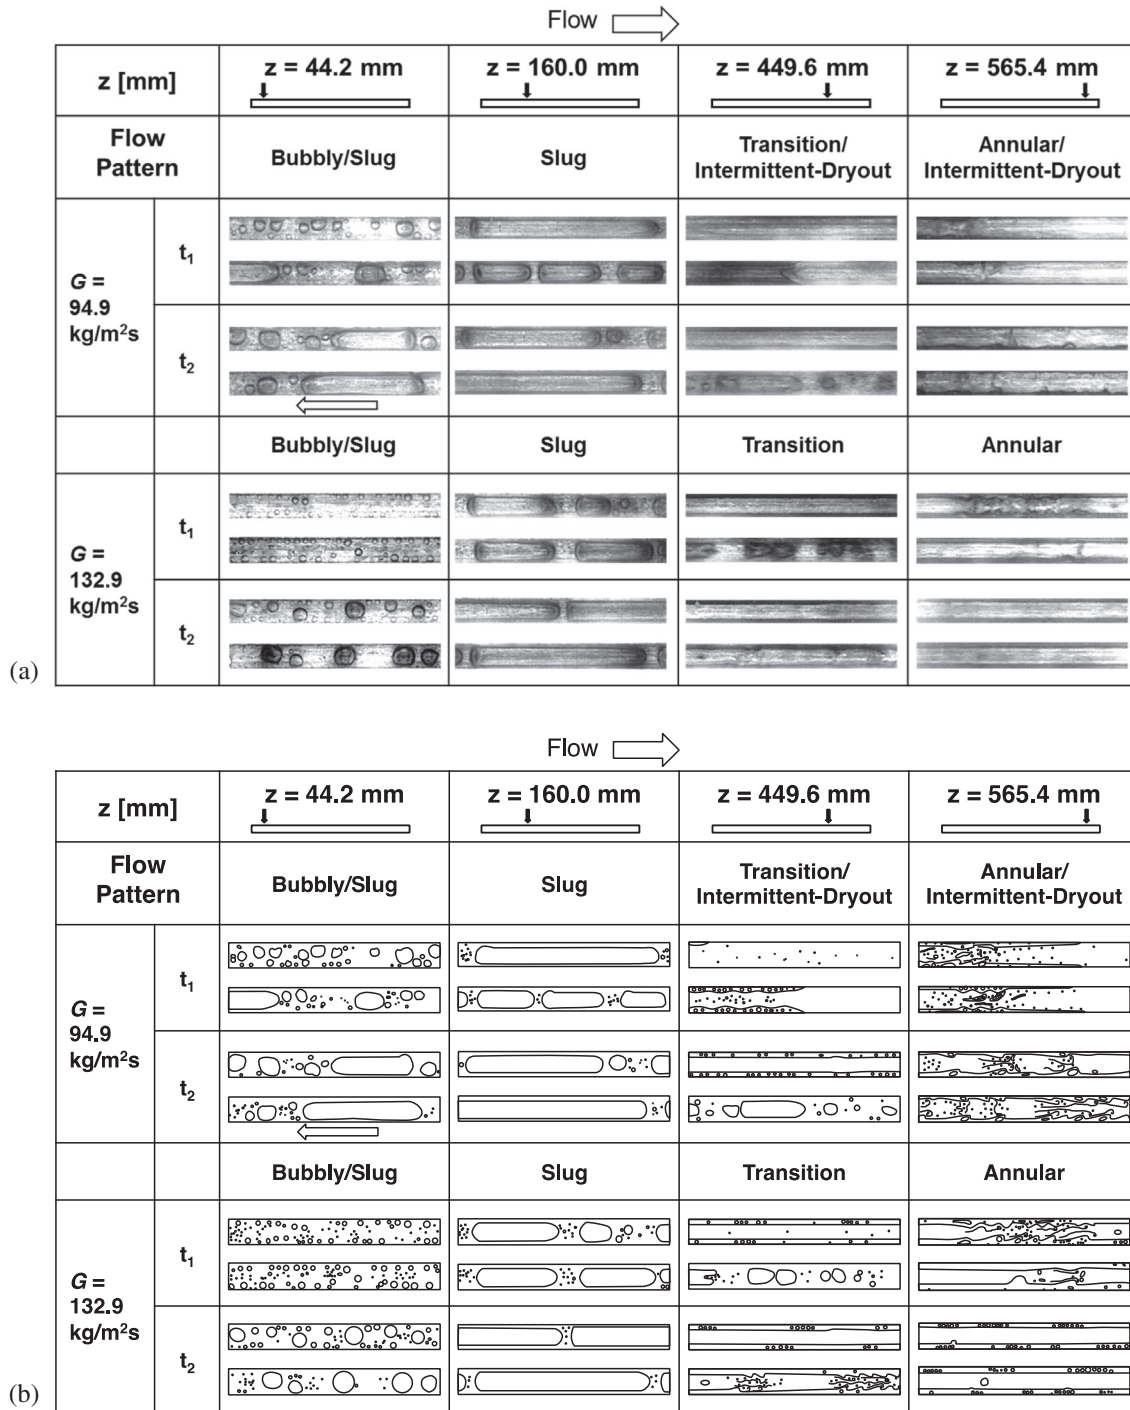 Flow
z [mm]
z = 44.2 mm
z = 160.0 mm
z = 449.6 mm
z = 565.4 mm
Flow
Pattern
Bubbly/Slug
Slug
Transition/
Intermittent-Dryout
Annular/
Intermittent-Dryout
G =
94.9
kg/m²s
t₁
t₂
Bubbly/Slug
Slug
Transition
Annular
G =
132.9
kg/m²s
t₁
t₂
(a)
Flow
z [mm]
z = 44.2 mm
z = 160.0 mm
z = 449.6 mm
z = 565.4 mm
Flow
Pattern
Bubbly/Slug
Slug
Transition/
Intermittent-Dryout
Annular/
Intermittent-Dryout
G =
94.9
kg/m²s
t₁
t₂
Bubbly/Slug
Slug
Transition
Annular
G =
132.9
kg/m²s
t₁
t₂
(b)